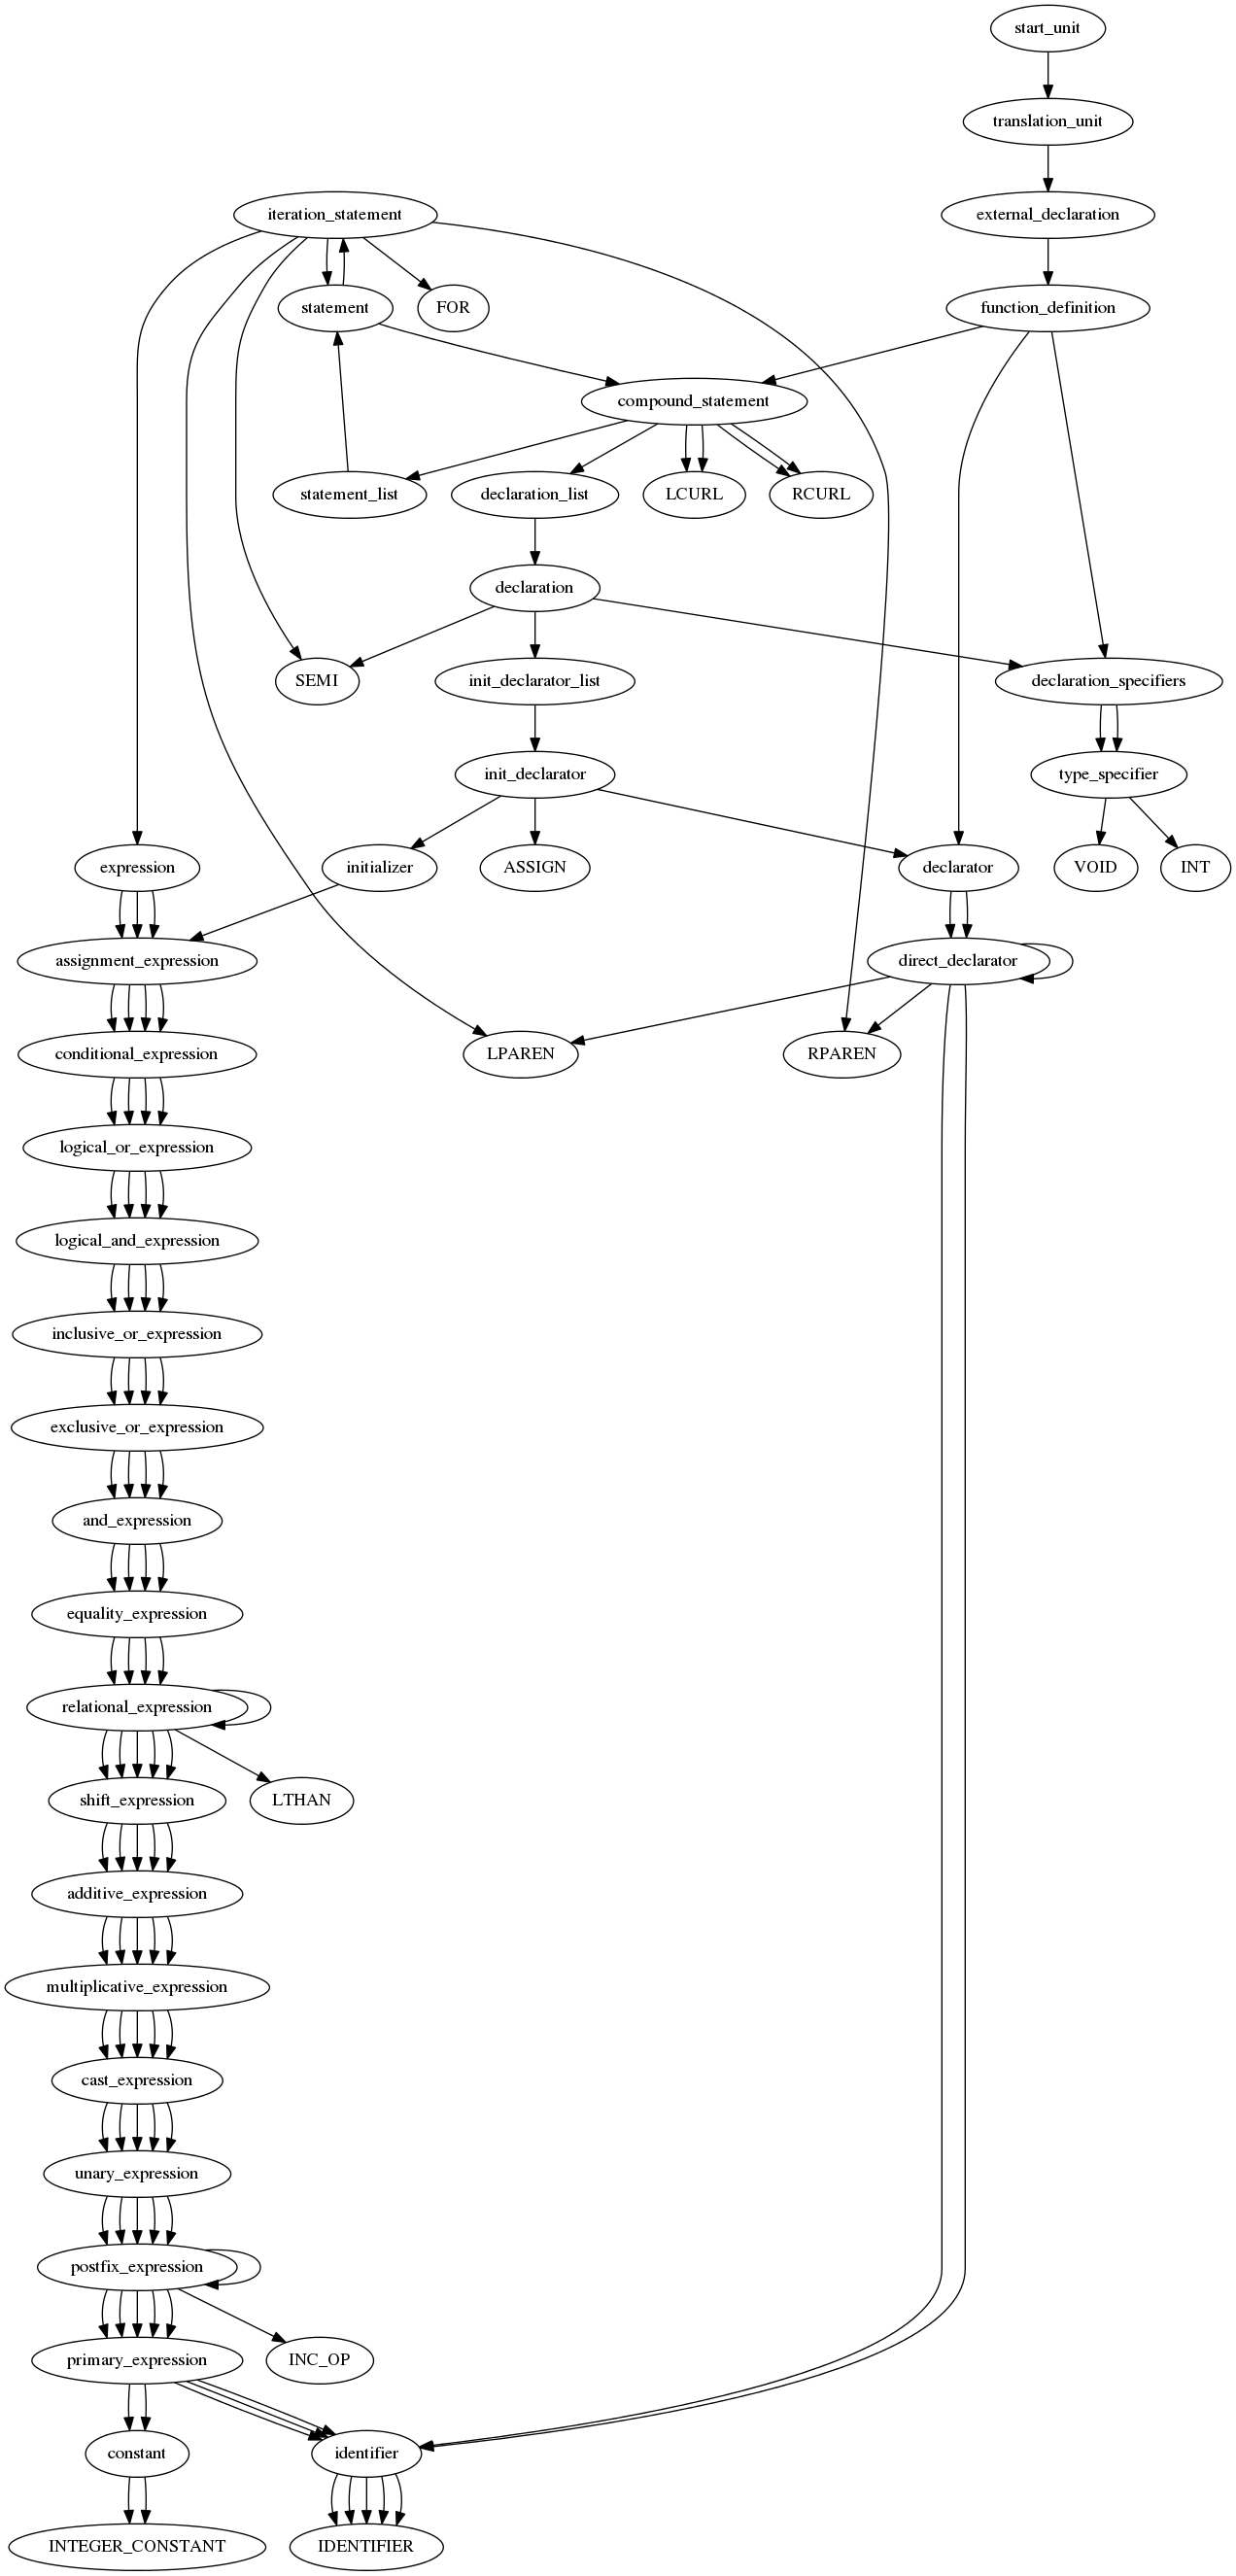 start_unit
translation_unit
iteration_statement
external_declaration
statement
FOR
function_definition
compound_statement
statement_list
declaration_list
LCURL
RCURL
declaration
SEMI
init_declarator_list
declaration_specifiers
init_declarator
type_specifier
expression
initializer
ASSIGN
declarator
VOID
INT
assignment_expression
direct_declarator
conditional_expression
LPAREN
RPAREN
logical_or_expression
logical_and_expression
inclusive_or_expression
exclusive_or_expression
and_expression
equality_expression
relational_expression
shift_expression
LTHAN
additive_expression
multiplicative_expression
cast_expression
unary_expression
postfix_expression
primary_expression
INC_OP
constant
identifier
INTEGER_CONSTANT
IDENTIFIER